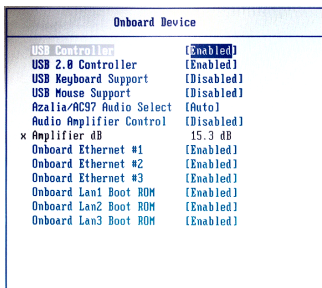 Onboard Device
USB Controller [Enabled]
USB 2.0 Controller [Enabled]
USB Keyboard Support [Disabled]
USB Mouse Support [Disabled]
Azalia/AC97 Audio Select [Auto]
Audio Amplifier Control [Disabled]
x Amplifier dB 15.3 dB
Onboard Ethernet #1 [Enabled]
Onboard Ethernet #2 [Enabled]
Onboard Ethernet #3 [Enabled]
Onboard Lan1 Boot ROM [Enabled]
Onboard Lan2 Boot ROM [Enabled]
Onboard Lan3 Boot ROM [Enabled]